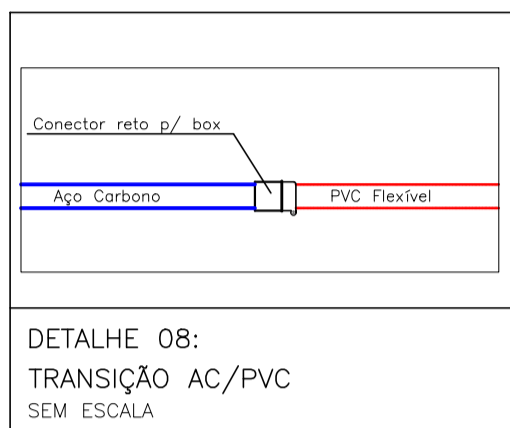 Conector reto p/ box
Aço Carbono
PVC Flexível
DETALHE 08:
TRANSIÇÃO AC/PVC
SEM ESCALA